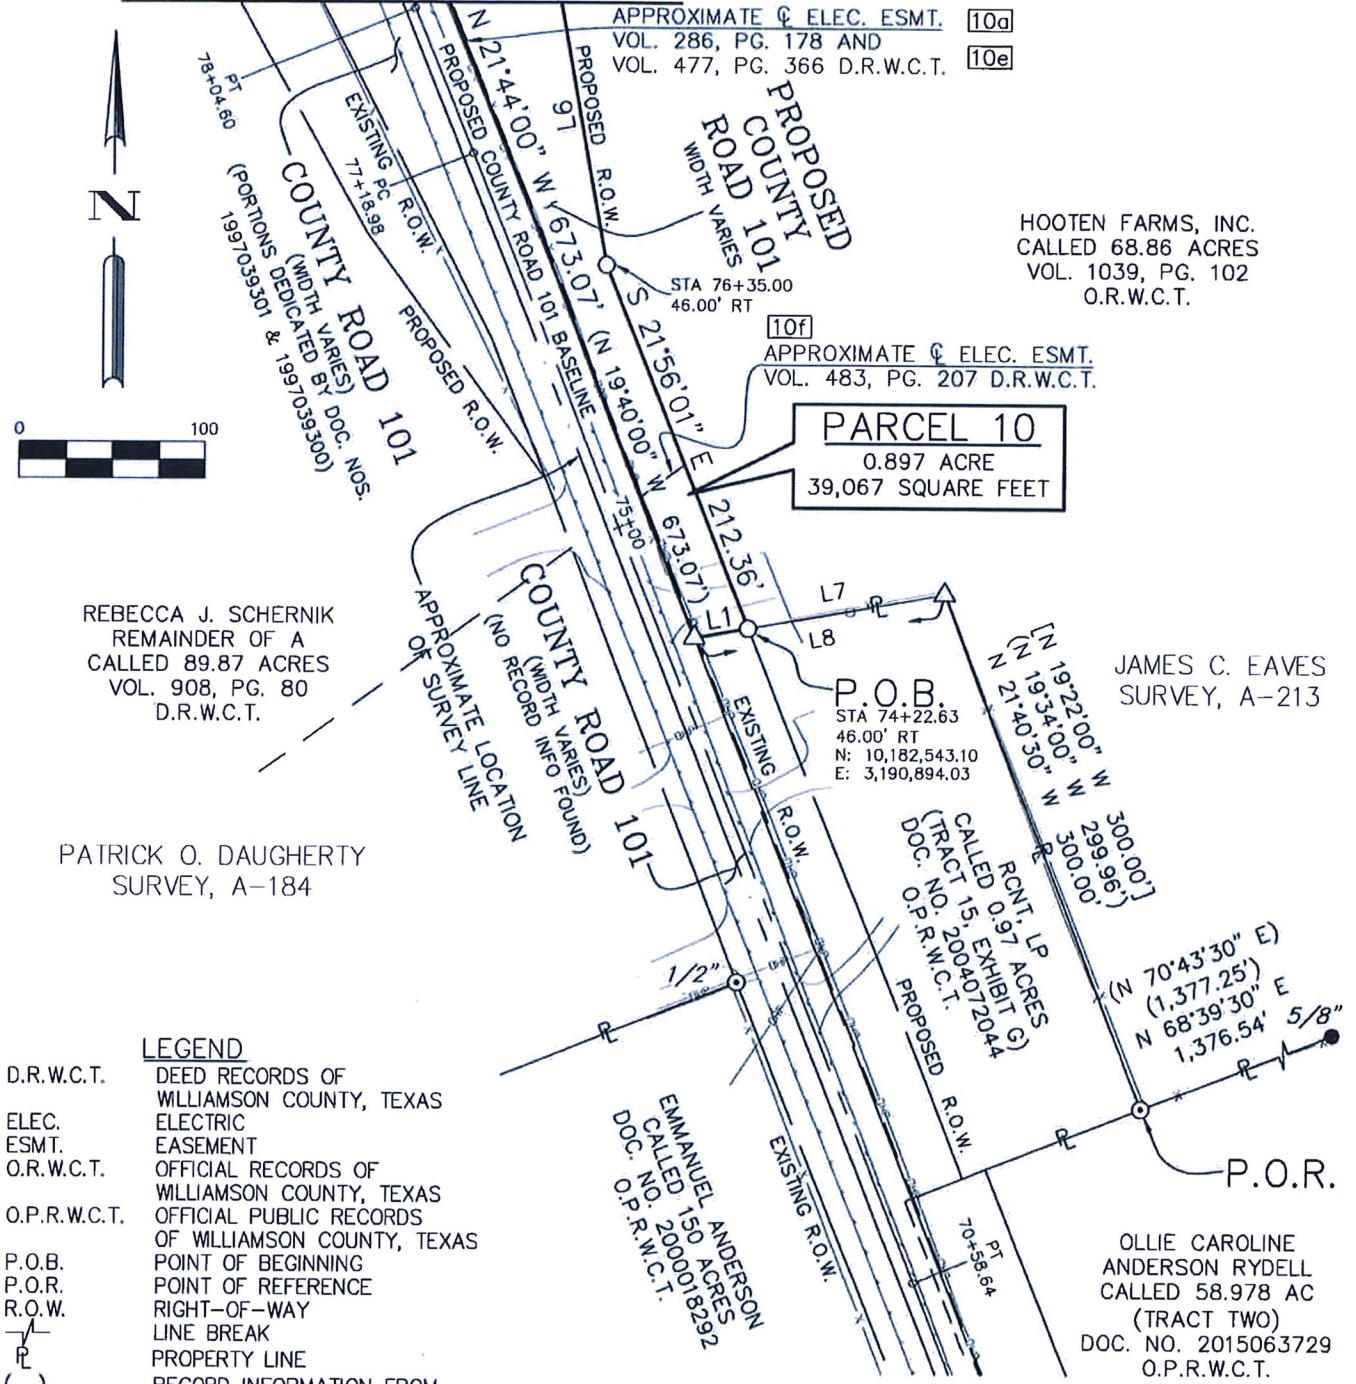 APPROXIMATE ℄ ELEC. ESMT. 10a
VOL. 286, PG. 178 AND
VOL. 477, PG. 366 D.R.W.C.T. 10e
PT
78+04.60
EXISTING R.O.W.
PC
77+18.98
COUNTY ROAD 101
(WIDTH VARIES)
(PORTIONS DEDICATED BY DOC. NOS.
1997039301 & 1997039300)
PROPOSED R.O.W.
PROPOSED COUNTY ROAD 101 BASELINE
N 21°44'00" W 673.07'
(N 19°40'00" W 673.07')
PROPOSED R.O.W.
97
PROPOSED
COUNTY
ROAD 101
WIDTH VARIES
STA 76+35.00
46.00' RT
S 21°56'01" E 212.36'
HOOTEN FARMS, INC.
CALLED 68.86 ACRES
VOL. 1039, PG. 102
O.R.W.C.T.
10f
APPROXIMATE ℄ ELEC. ESMT.
VOL. 483, PG. 207 D.R.W.C.T.
PARCEL 10
0.897 ACRE
39,067 SQUARE FEET
N
0 100
75+00
L1
L7
L8
REBECCA J. SCHERNIK
REMAINDER OF A
CALLED 89.87 ACRES
VOL. 908, PG. 80
D.R.W.C.T.
APPROXIMATE LOCATION
OF SURVEY LINE
COUNTY ROAD 101
(WIDTH VARIES)
(NO RECORD INFO FOUND)
P.O.B.
STA 74+22.63
46.00' RT
N: 10,182,543.10
E: 3,190,894.03
EXISTING R.O.W.
JAMES C. EAVES
SURVEY, A-213
[N 19°22'00" W 300.00']
(N 19°34'00" W 299.96')
N 21°40'30" W 300.00'
PATRICK O. DAUGHERTY
SURVEY, A-184
RCNT, LP
CALLED 0.97 ACRES
(TRACT 15, EXHIBIT G)
DOC. NO. 2004072044
O.P.R.W.C.T.
PROPOSED R.O.W.
1/2"
(N 70°43'30" E)
(1,377.25')
N 68°39'30" E
1,376.54'
5/8"
P.O.R.
EMMANUEL ANDERSON
CALLED 150 ACRES
DOC. NO. 2000018292
O.P.R.W.C.T.
EXISTING R.O.W.
PT
70+58.64
OLLIE CAROLINE
ANDERSON RYDELL
CALLED 58.978 AC
(TRACT TWO)
DOC. NO. 2015063729
O.P.R.W.C.T.
LEGEND
D.R.W.C.T. DEED RECORDS OF
WILLIAMSON COUNTY, TEXAS
ELEC. ELECTRIC
ESMT. EASEMENT
O.R.W.C.T. OFFICIAL RECORDS OF
WILLIAMSON COUNTY, TEXAS
O.P.R.W.C.T. OFFICIAL PUBLIC RECORDS
OF WILLIAMSON COUNTY, TEXAS
P.O.B. POINT OF BEGINNING
P.O.R. POINT OF REFERENCE
R.O.W. RIGHT-OF-WAY
LINE BREAK
PL PROPERTY LINE
( ) RECORD INFORMATION FROM